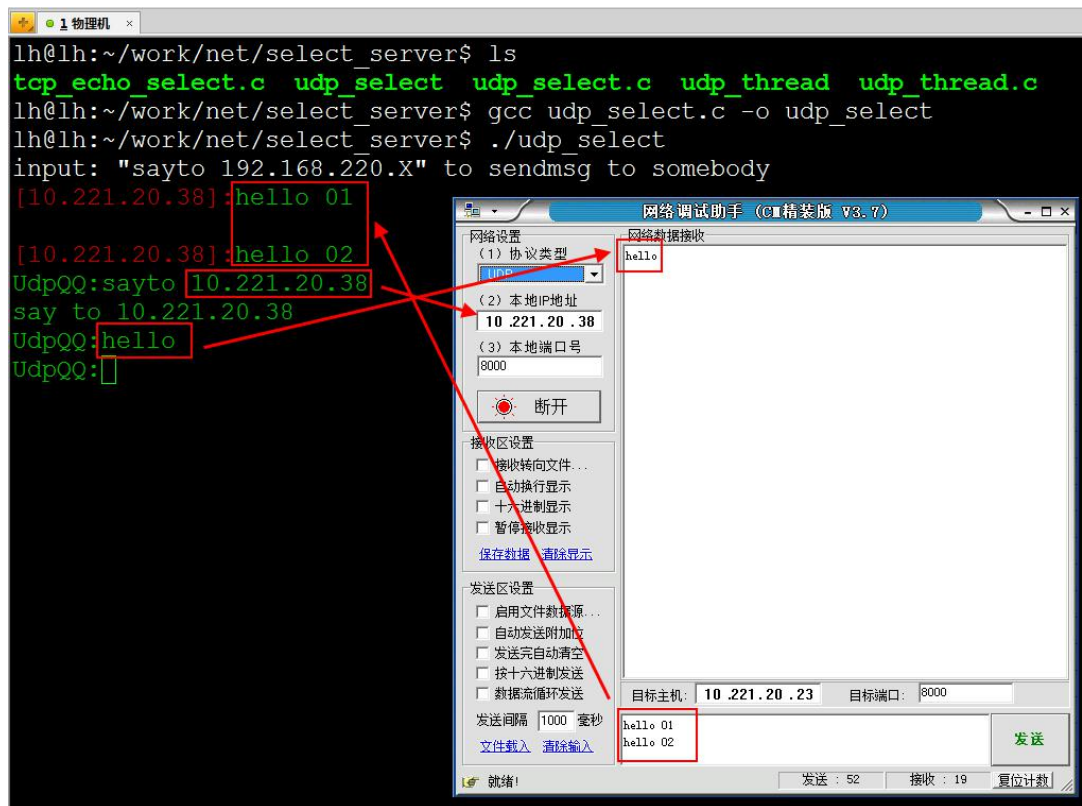 1 物理机 ×
lh@lh:~/work/net/select_server$ ls
tcp_echo_select.c udp_select udp_select.c udp_thread udp_thread.c
lh@lh:~/work/net/select_server$ gcc udp_select.c -o udp_select
lh@lh:~/work/net/select_server$ ./udp_select
input: "sayto 192.168.220.X" to sendmsg to somebody
[10.221.20.38]:hello 01
[10.221.20.38]:hello 02
UdpQQ:sayto 10.221.20.38
say to 10.221.20.38
UdpQQ:hello
UdpQQ:
网络调试助手 (CM精装版 V3.7)
网络设置
(1) 协议类型
UDP
(2) 本地IP地址
10 .221.20 .38
(3) 本地端口号
8000
断开
接收区设置
接收转向文件...
自动换行显示
十六进制显示
暂停接收显示
保存数据 清除显示
发送区设置
启用文件数据源...
自动发送附加位
发送完自动清空
按十六进制发送
数据流循环发送
发送间隔 1000 毫秒
文件载入 清除输入
网络数据接收
hello
目标主机: 10 .221.20 .23 目标端口: 8000
hello 01
hello 02
发送
就绪!
发送 : 52 接收 : 19 复位计数